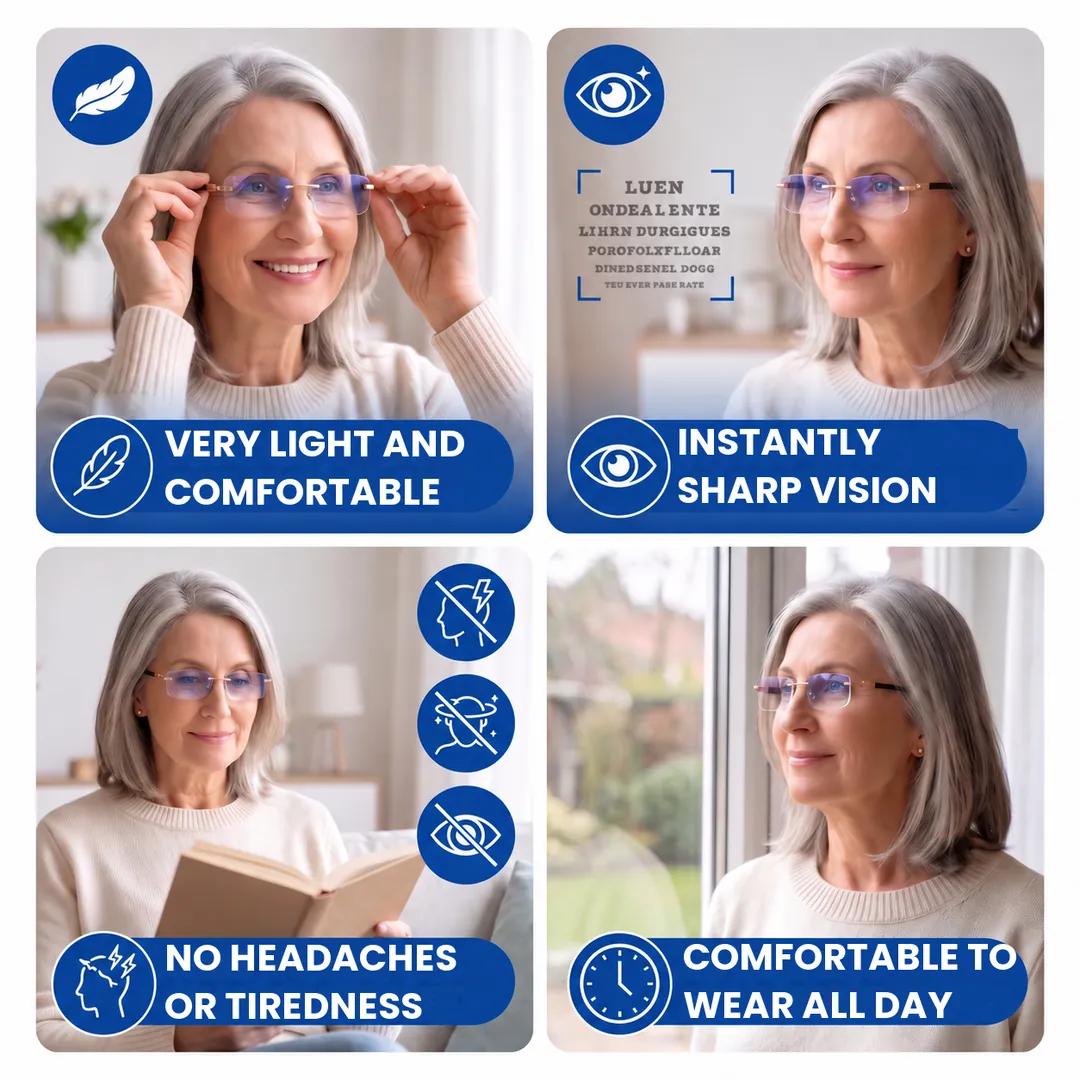 VERY LIGHT AND
COMFORTABLE
LUEN
ONDEALENTE
LIHRN DURGIGUES
POROFOLXFLLOAR
DINEDSENEL DOGG
TEU EVER PASE RATE
INSTANTLY
SHARP VISION
NO HEADACHES
OR TIREDNESS
COMFORTABLE TO
WEAR ALL DAY